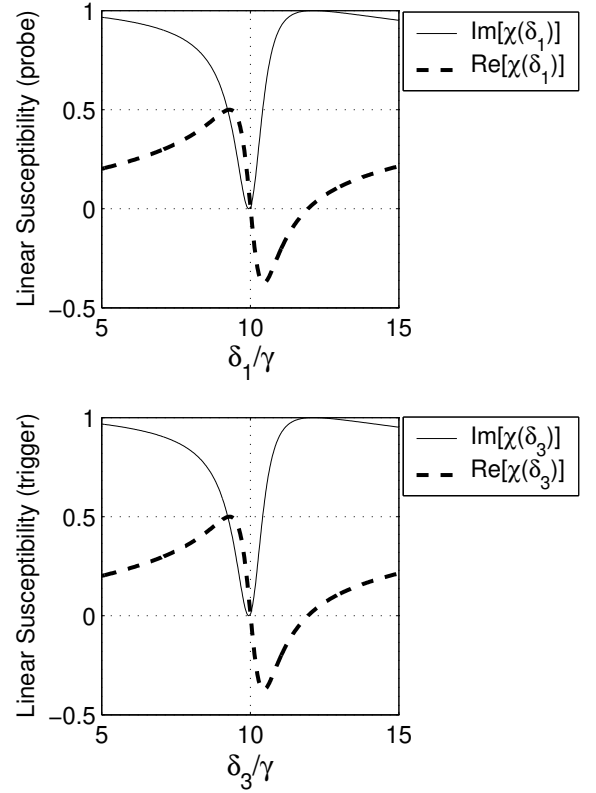 Linear Susceptibility (probe)
1
0.5
0
−0.5
5
10
15
δ₁/γ
Im[χ(δ₁)]
Re[χ(δ₁)]
Linear Susceptibility (trigger)
1
0.5
0
−0.5
5
10
15
δ₃/γ
Im[χ(δ₃)]
Re[χ(δ₃)]